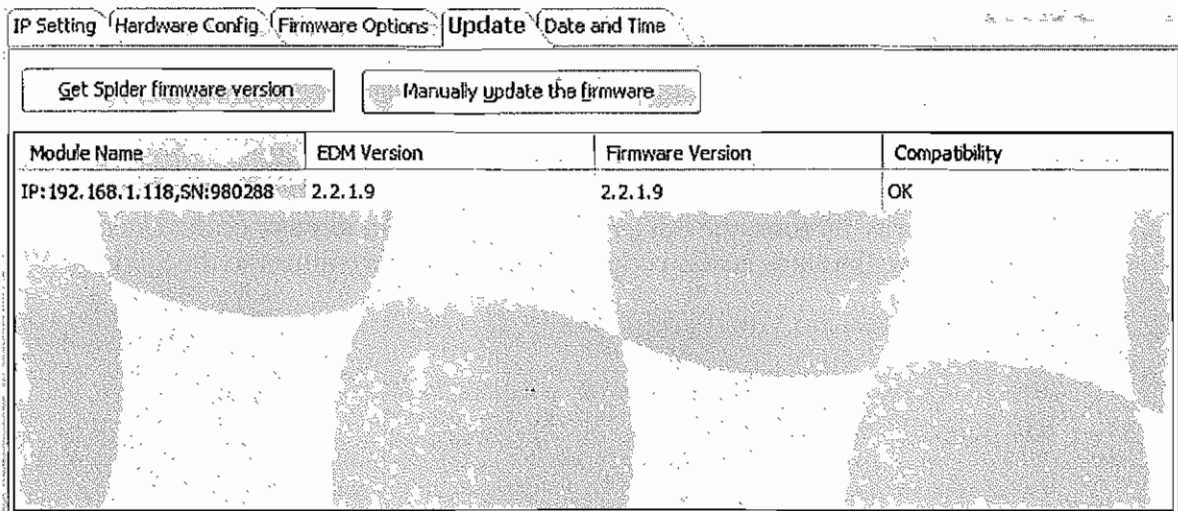 IP Setting Hardware Config Firmware Options Update Date and Time
Get Spider firmware version Manually update the firmware
Module Name EDM Version Firmware Version Compatibility
IP:192.168.1.118,SN:980288 2.2.1.9 2.2.1.9 OK